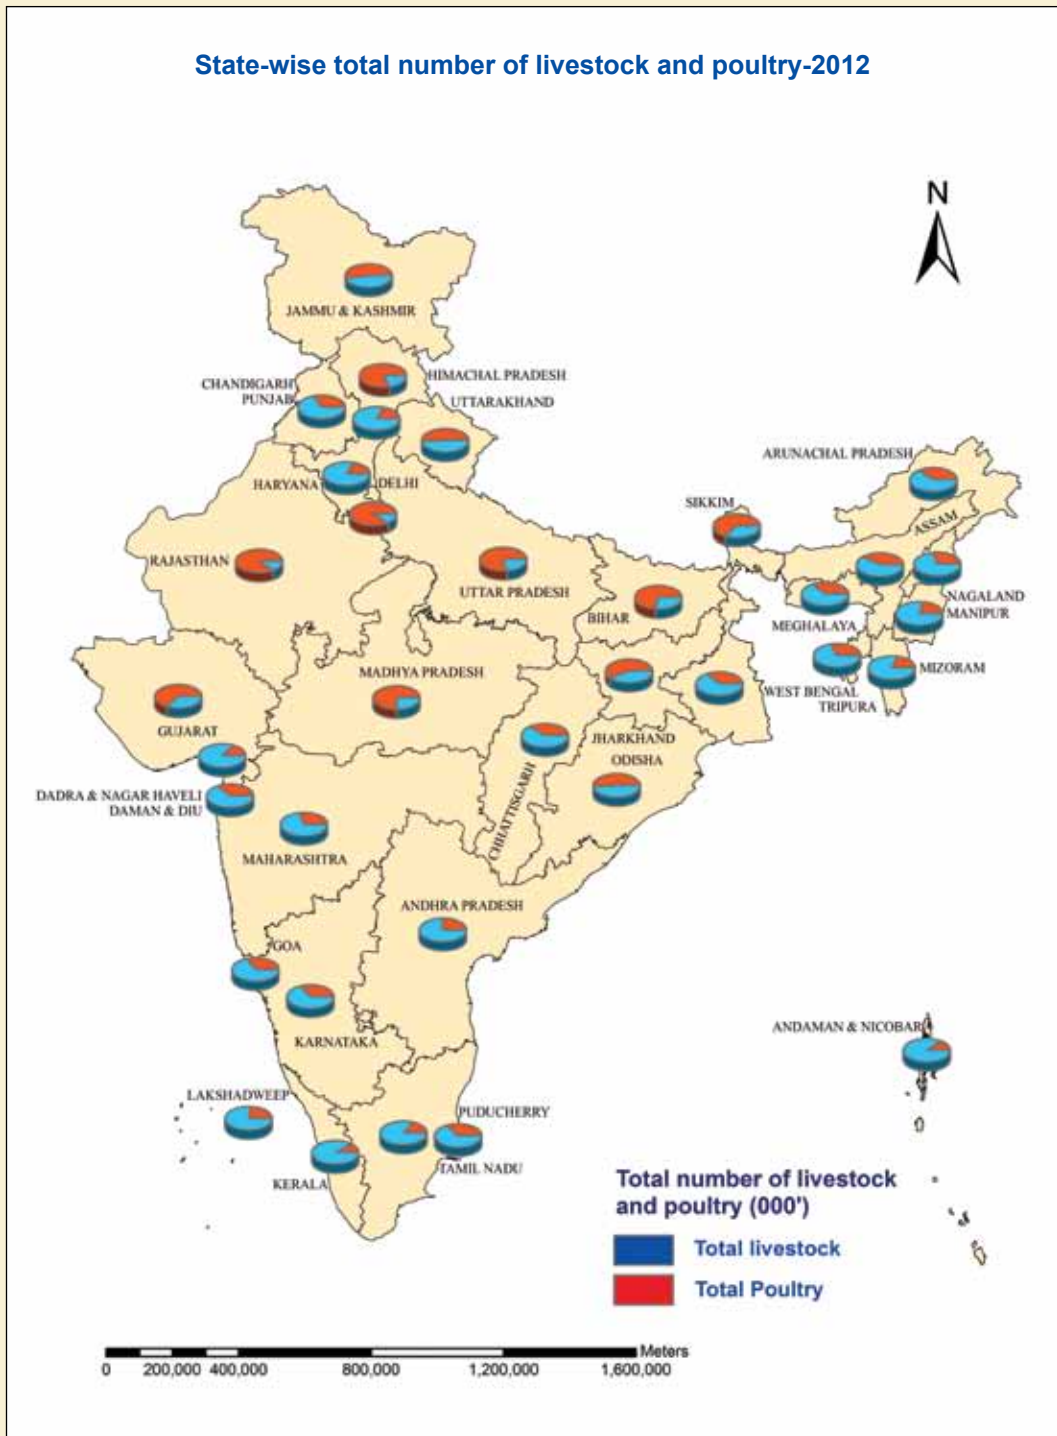 State-wise total number of livestock and poultry-2012
N
JAMMU & KASHMIR
HIMACHAL PRADESH
CHANDIGARH
PUNJAB
UTTARAKHAND
ARUNACHAL PRADESH
HARYANA
DELHI
SIKKIM
ASSAM
RAJASTHAN
UTTAR PRADESH
BIHAR
NAGALAND
MANIPUR
MEGHALAYA
MADHYA PRADESH
MIZORAM
WEST BENGAL
TRIPURA
GUJARAT
JHARKHAND
ODISHA
CHHATTISGARH
DADRA & NAGAR HAVELI
DAMAN & DIU
MAHARASHTRA
ANDHRA PRADESH
GOA
KARNATAKA
ANDAMAN & NICOBAR
LAKSHADWEEP
PUDUCHERRY
TAMIL NADU
KERALA
Total number of livestock
and poultry (000')
Total livestock
Total Poultry
Meters
0 200,000 400,000 800,000 1,200,000 1,600,000